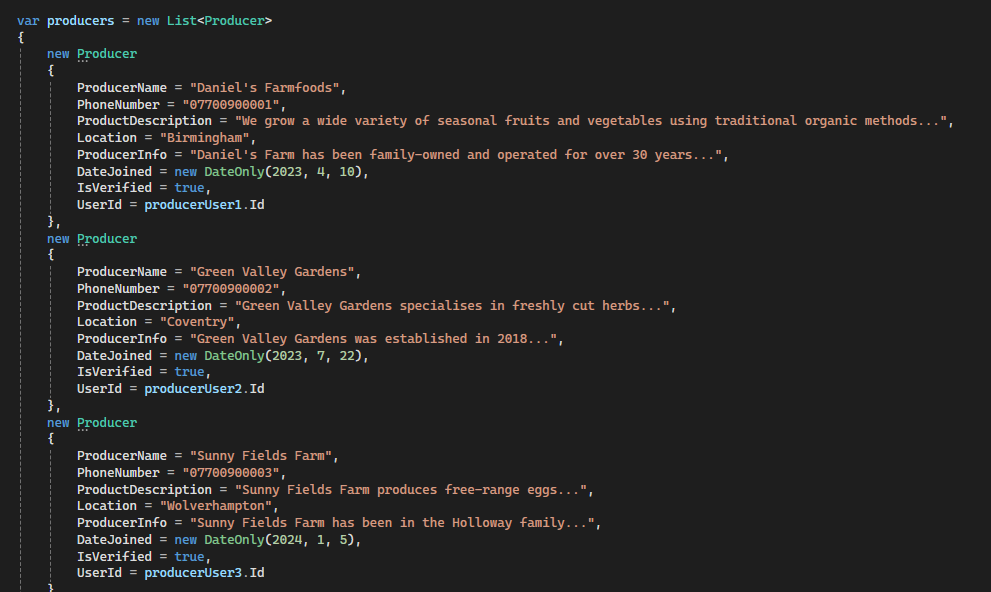 var producers = new List<Producer>
{
new Producer
{
ProducerName = "Daniel's Farmfoods",
PhoneNumber = "07700900001",
ProductDescription = "We grow a wide variety of seasonal fruits and vegetables using traditional organic methods...",
Location = "Birmingham",
ProducerInfo = "Daniel's Farm has been family-owned and operated for over 30 years...",
DateJoined = new DateOnly(2023, 4, 10),
IsVerified = true,
UserId = producerUser1.Id
},
new Producer
{
ProducerName = "Green Valley Gardens",
PhoneNumber = "07700900002",
ProductDescription = "Green Valley Gardens specialises in freshly cut herbs...",
Location = "Coventry",
ProducerInfo = "Green Valley Gardens was established in 2018...",
DateJoined = new DateOnly(2023, 7, 22),
IsVerified = true,
UserId = producerUser2.Id
},
new Producer
{
ProducerName = "Sunny Fields Farm",
PhoneNumber = "07700900003",
ProductDescription = "Sunny Fields Farm produces free-range eggs...",
Location = "Wolverhampton",
ProducerInfo = "Sunny Fields Farm has been in the Holloway family...",
DateJoined = new DateOnly(2024, 1, 5),
IsVerified = true,
UserId = producerUser3.Id
}